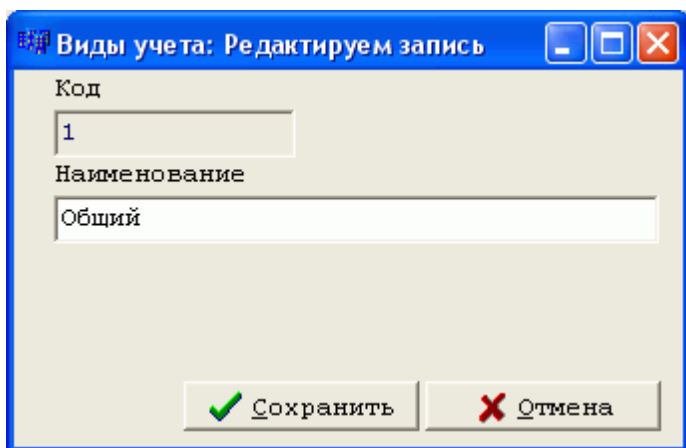 Виды учета: Редактируем запись
Код
1
Наименование
Общий
Сохранить Отмена